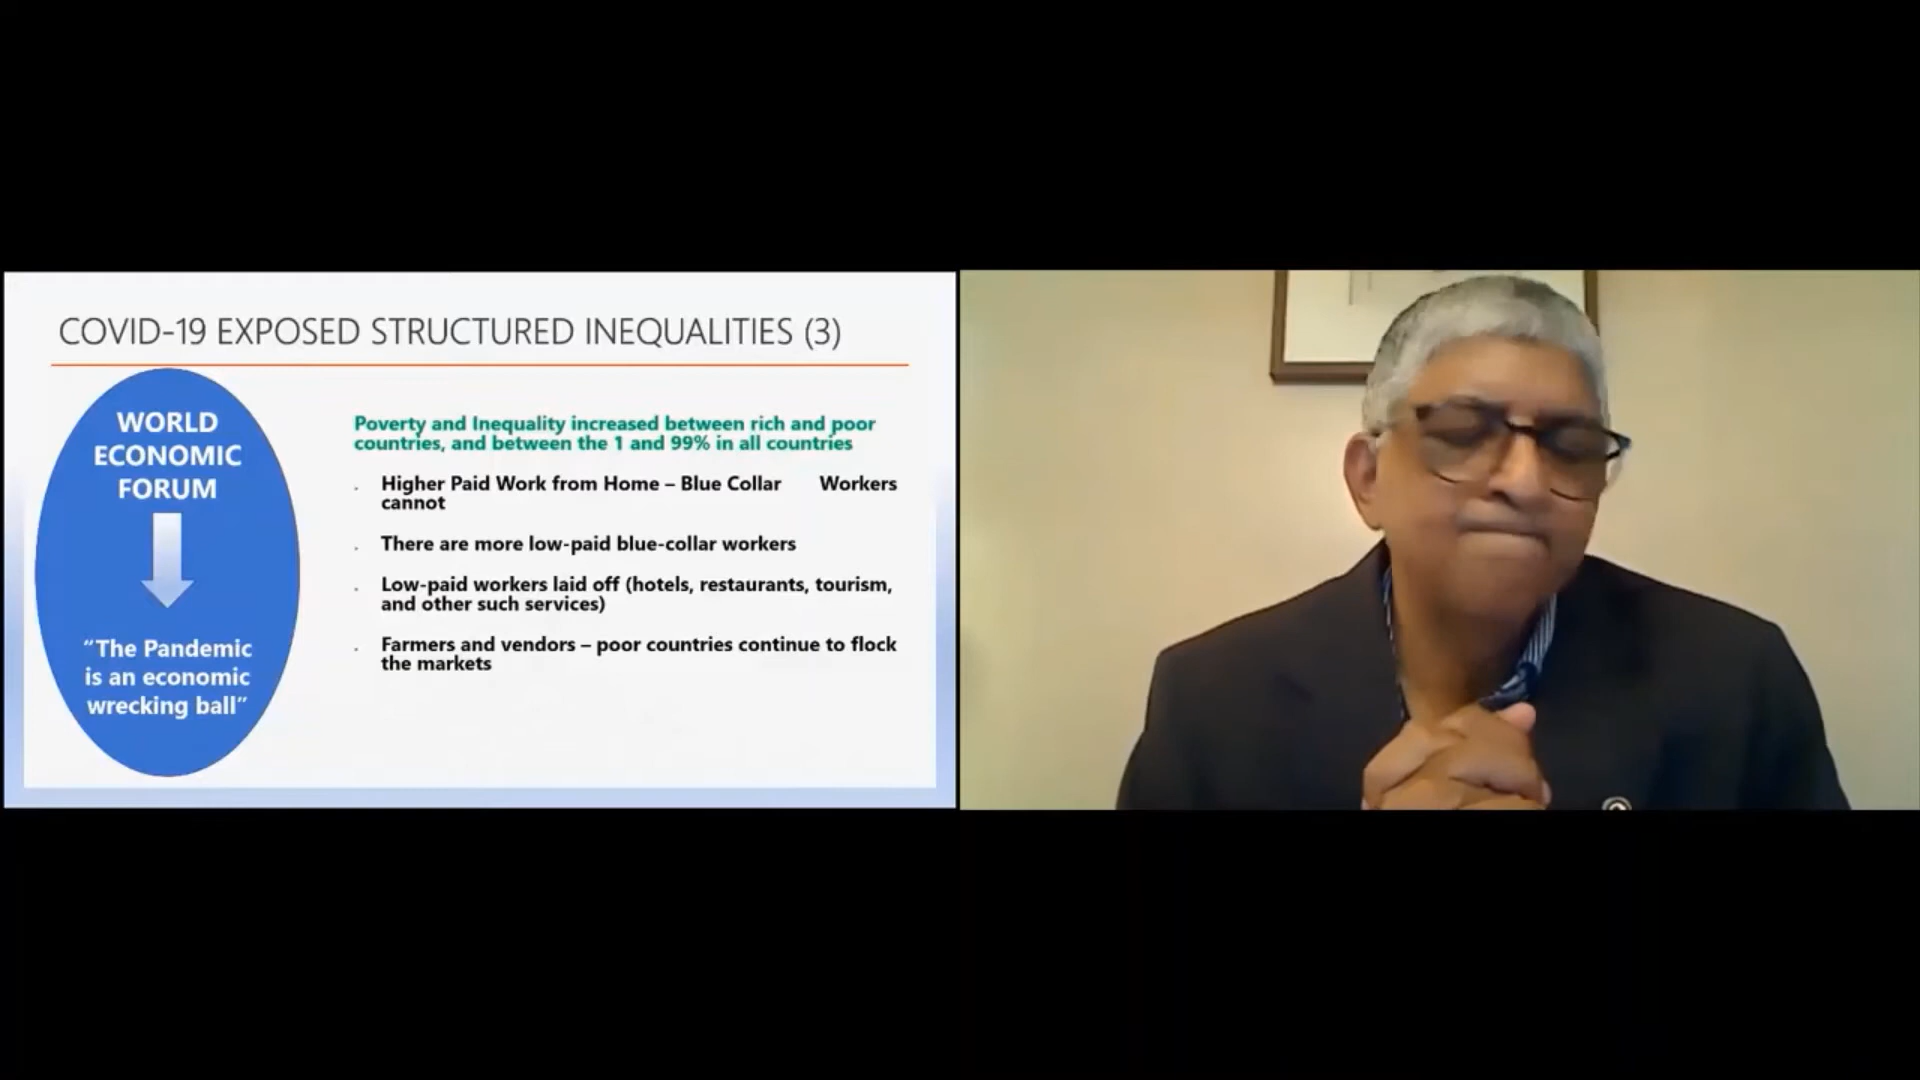 COVID-19 EXPOSED STRUCTURED INEQUALITIES (3)
WORLD
ECONOMIC
FORUM
“The Pandemic
is an economic
wrecking ball”
Poverty and Inequality increased between rich and poor
countries, and between the 1 and 99% in all countries
. Higher Paid Work from Home – Blue Collar Workers
cannot
. There are more low-paid blue-collar workers
. Low-paid workers laid off (hotels, restaurants, tourism,
and other such services)
. Farmers and vendors – poor countries continue to flock
the markets